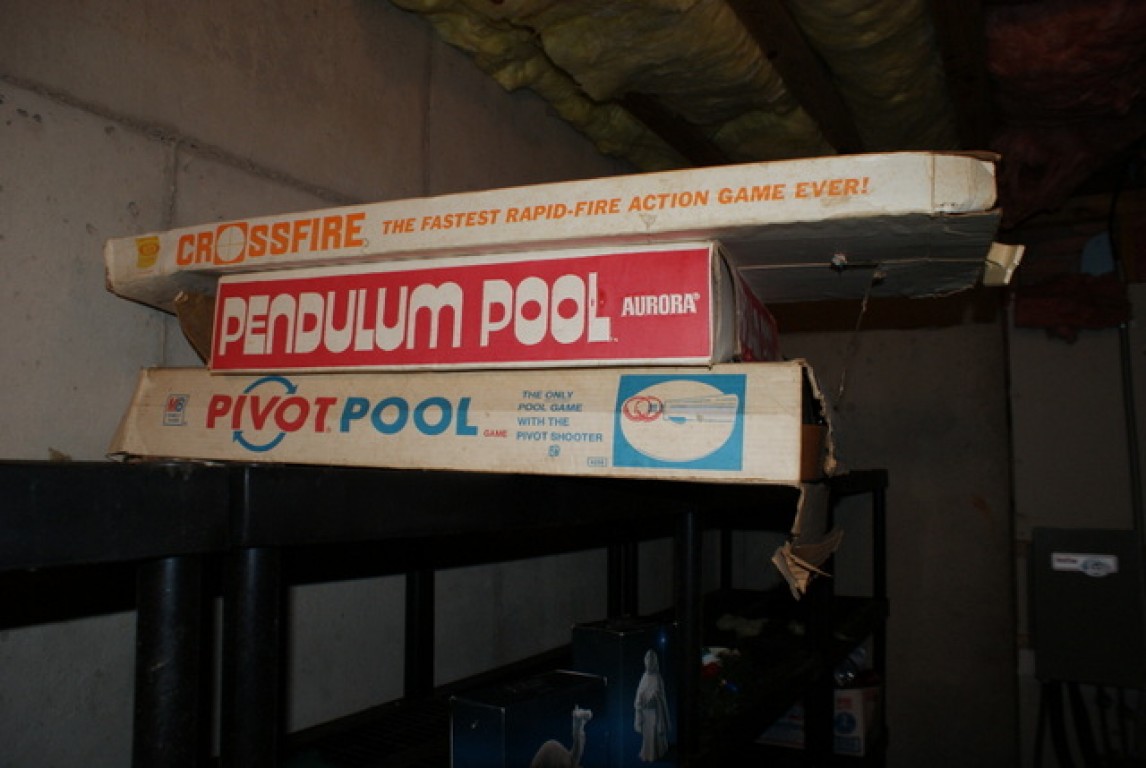 CROSSFIRE THE FASTEST RAPID-FIRE ACTION GAME EVER!
PENDULUM POOL AURORA®
PIVOT POOL GAME
THE ONLY
POOL GAME
WITH THE
PIVOT SHOOTER